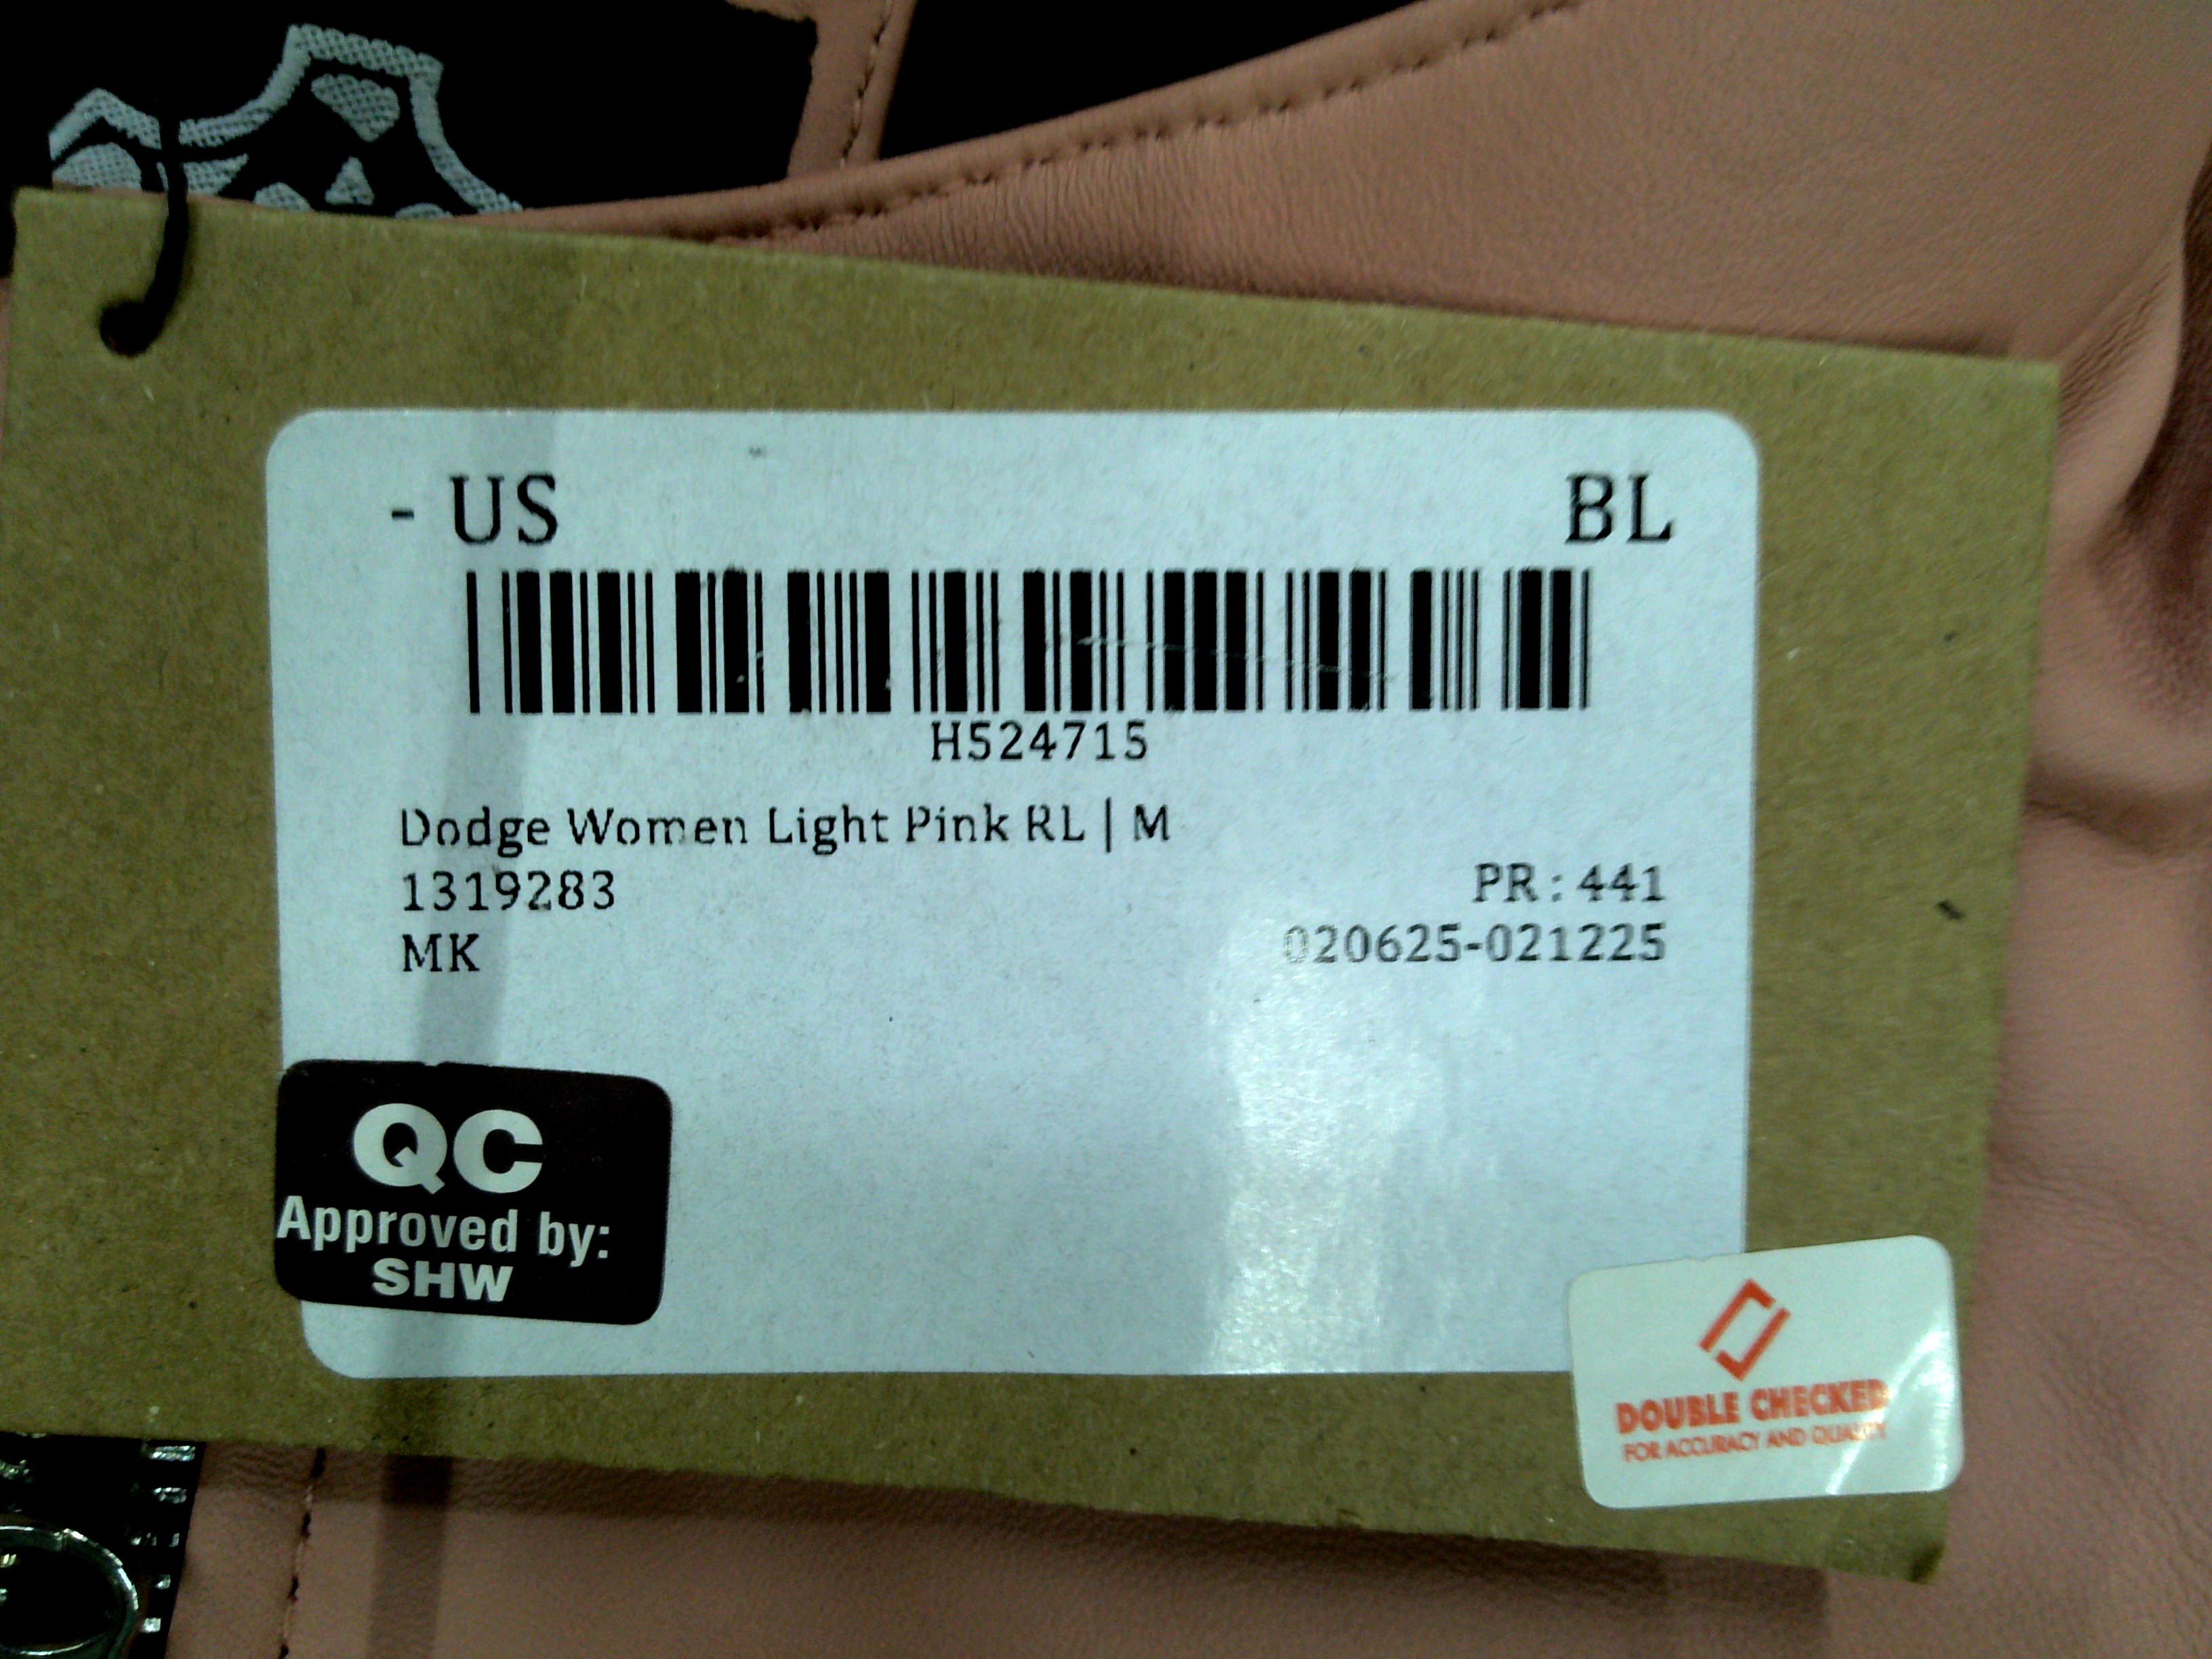 - US BL
H524715
Dodge Women Light Pink RL | M
1319283 PR : 441
MK 020625-021225
QC
Approved by:
SHW
DOUBLE CHECKED
FOR ACCURACY AND QUALITY